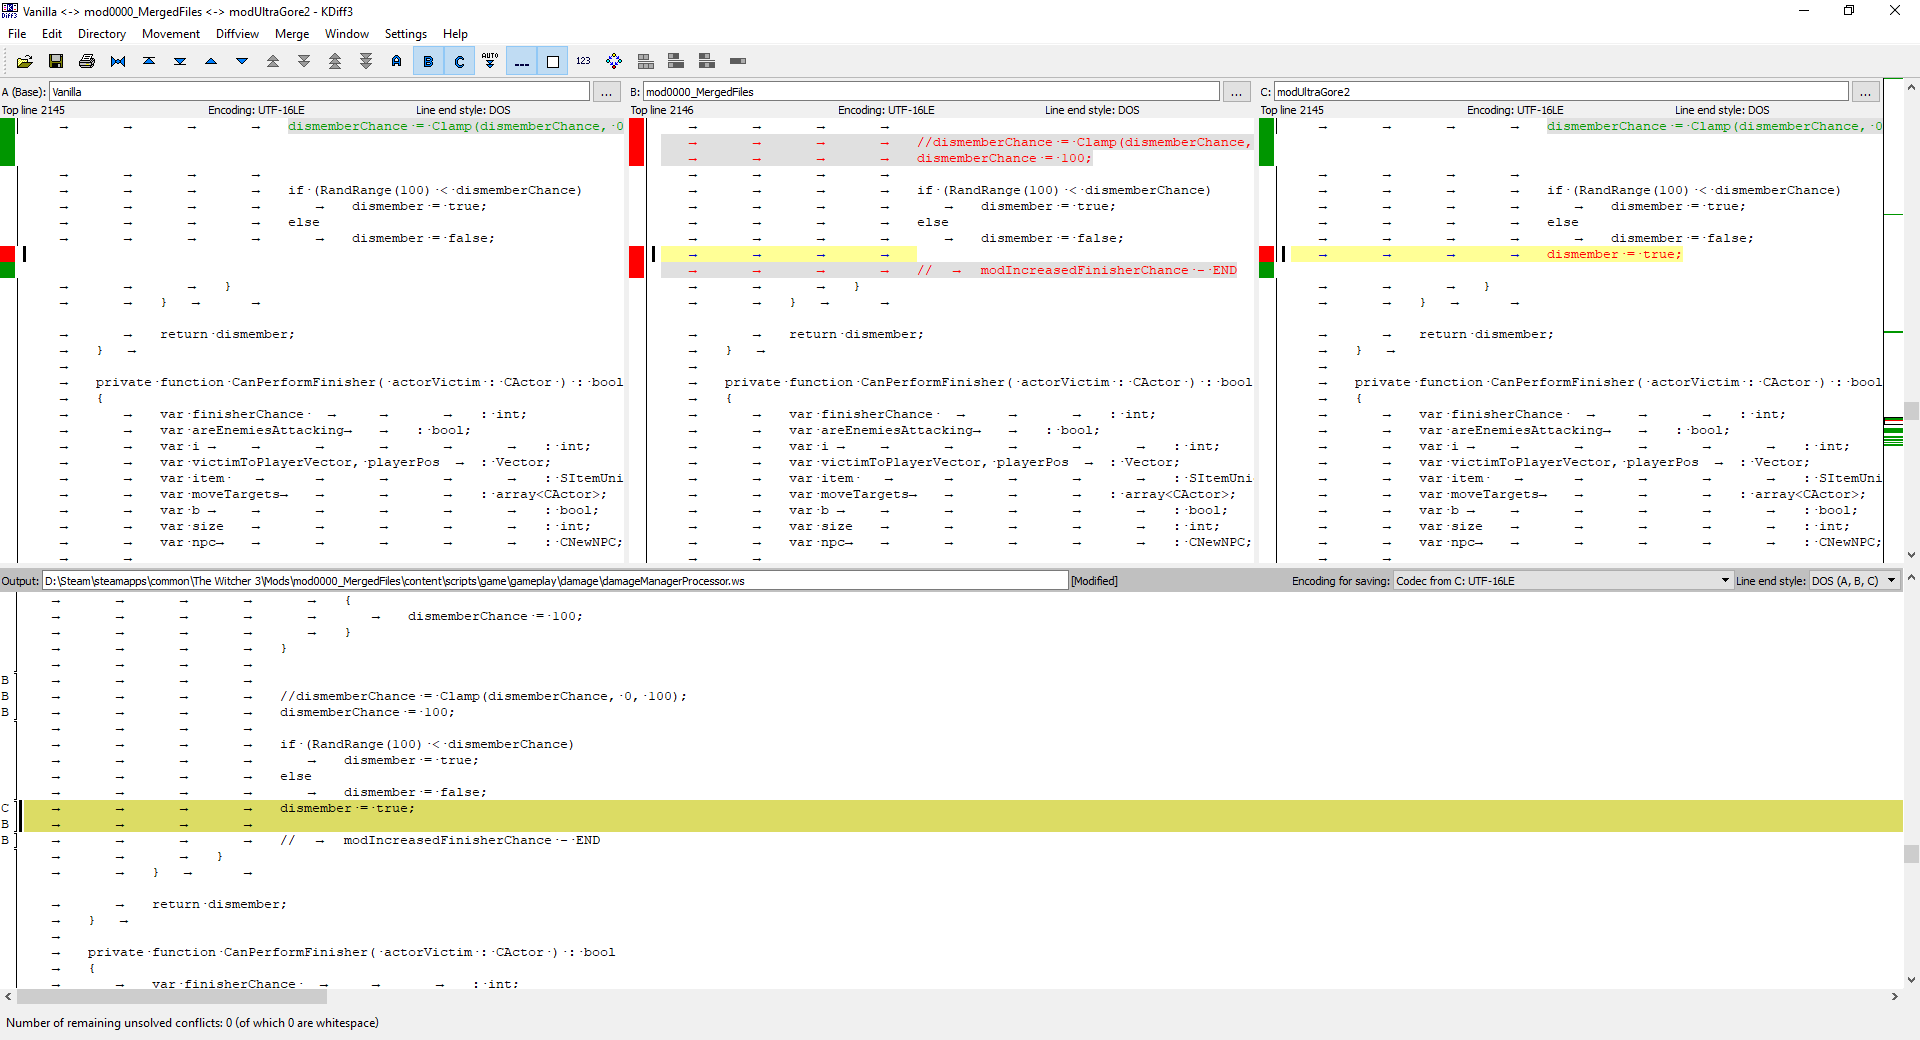 Vanilla <-> mod0000_MergedFiles <-> modUltraGore2 - KDiff3
File Edit Directory Movement Diffview Merge Window Settings Help
A B C AUTO 123
A (Base): Vanilla ...
Top line 2145 Encoding: UTF-16LE Line end style: DOS
→ → → → dismemberChance·=·Clamp(dismemberChance,·0
→ → → →
→ → → → if·(RandRange(100)·<·dismemberChance)
→ → → → → dismember·=·true;
→ → → → else
→ → → → → dismember·=·false;
→ → → }
→ → } → →
→ → return·dismember;
→ } →
→
→ private·function·CanPerformFinisher(·actorVictim·:·CActor·)·:·bool
→ {
→ → var·finisherChance· → → → :·int;
→ → var·areEnemiesAttacking→ → :·bool;
→ → var·i → → → → → → :·int;
→ → var·victimToPlayerVector,·playerPos → :·Vector;
→ → var·item· → → → → → :·SItemUni
→ → var·moveTargets→ → → → :·array<CActor>;
→ → var·b → → → → → → :·bool;
→ → var·size → → → → → :·int;
→ → var·npc→ → → → → → :·CNewNPC;
→ →
B: mod0000_MergedFiles ...
Top line 2146 Encoding: UTF-16LE Line end style: DOS
→ → → →
→ → → → //dismemberChance·=·Clamp(dismemberChance,
→ → → → dismemberChance·=·100;
→ → → →
→ → → → if·(RandRange(100)·<·dismemberChance)
→ → → → → dismember·=·true;
→ → → → else
→ → → → → dismember·=·false;
→ → → →
→ → → → // → modIncreasedFinisherChance·-·END
→ → → }
→ → } → →
→ → return·dismember;
→ } →
→
→ private·function·CanPerformFinisher(·actorVictim·:·CActor·)·:·bool
→ {
→ → var·finisherChance· → → → :·int;
→ → var·areEnemiesAttacking→ → :·bool;
→ → var·i → → → → → → :·int;
→ → var·victimToPlayerVector,·playerPos → :·Vector;
→ → var·item· → → → → → :·SItemUni
→ → var·moveTargets→ → → → :·array<CActor>;
→ → var·b → → → → → → :·bool;
→ → var·size → → → → → :·int;
→ → var·npc→ → → → → → :·CNewNPC;
→ →
C: modUltraGore2 ...
Top line 2145 Encoding: UTF-16LE Line end style: DOS
→ → → → dismemberChance·=·Clamp(dismemberChance,·0
→ → → →
→ → → → if·(RandRange(100)·<·dismemberChance)
→ → → → → dismember·=·true;
→ → → → else
→ → → → → dismember·=·false;
→ → → → dismember·=·true;
→ → → }
→ → } → →
→ → return·dismember;
→ } →
→
→ private·function·CanPerformFinisher(·actorVictim·:·CActor·)·:·bool
→ {
→ → var·finisherChance· → → → :·int;
→ → var·areEnemiesAttacking→ → :·bool;
→ → var·i → → → → → → :·int;
→ → var·victimToPlayerVector,·playerPos → :·Vector;
→ → var·item· → → → → → :·SItemUni
→ → var·moveTargets→ → → → :·array<CActor>;
→ → var·b → → → → → → :·bool;
→ → var·size → → → → → :·int;
→ → var·npc→ → → → → → :·CNewNPC;
→ →
Output: D:\Steam\steamapps\common\The Witcher 3\Mods\mod0000_MergedFiles\content\scripts\game\gameplay\damage\damageManagerProcessor.ws [Modified] Encoding for saving: Codec from C: UTF-16LE Line end style: DOS (A, B, C)
→ → → → → {
→ → → → → → dismemberChance·=·100;
→ → → → → }
→ → → → }
→ → → →
B → → → →
B → → → → //dismemberChance·=·Clamp(dismemberChance,·0,·100);
B → → → → dismemberChance·=·100;
→ → → →
→ → → → if·(RandRange(100)·<·dismemberChance)
→ → → → → dismember·=·true;
→ → → → else
→ → → → → dismember·=·false;
C → → → → dismember·=·true;
B → → → →
B → → → → // → modIncreasedFinisherChance·-·END
→ → → }
→ → } → →
→ → return·dismember;
→ } →
→
→ private·function·CanPerformFinisher(·actorVictim·:·CActor·)·:·bool
→ {
→ → var·finisherChance· → → → :·int;
Number of remaining unsolved conflicts: 0 (of which 0 are whitespace)